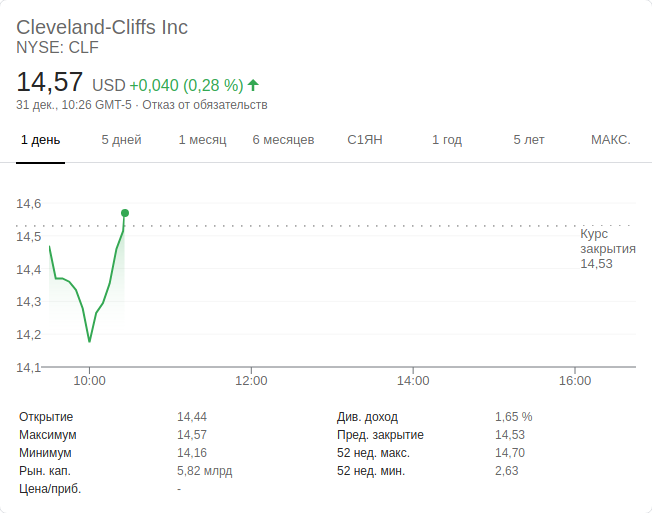 Cleveland-Cliffs Inc
NYSE: CLF
14,57 USD +0,040 (0,28 %)
31 дек., 10:26 GMT-5 · Отказ от обязательств
1 день 5 дней 1 месяц 6 месяцев С1ЯН 1 год 5 лет МАКС.
14,6
14,5
14,4
14,3
14,2
14,1
Курс
закрытия
14,53
10:00 12:00 14:00 16:00
Открытие 14,44
Максимум 14,57
Минимум 14,16
Рын. кап. 5,82 млрд
Цена/приб. -
Див. доход 1,65 %
Пред. закрытие 14,53
52 нед. макс. 14,70
52 нед. мин. 2,63